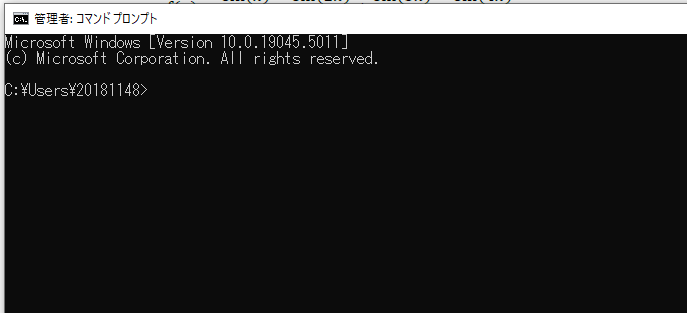 管理者: コマンド プロンプト
Microsoft Windows [Version 10.0.19045.5011]
(c) Microsoft Corporation. All rights reserved.
C:¥Users¥20181148>